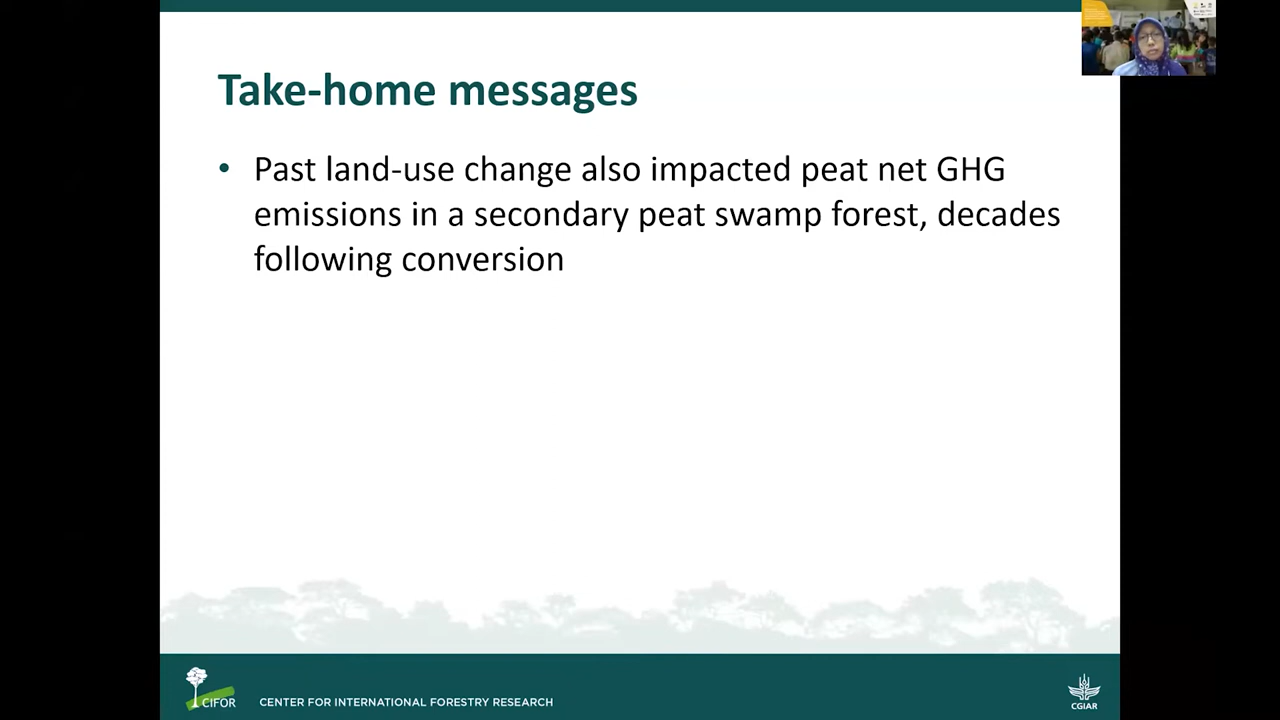 Take-home messages
• Past land-use change also impacted peat net GHG
emissions in a secondary peat swamp forest, decades
following conversion
CIFOR
CENTER FOR INTERNATIONAL FORESTRY RESEARCH
CGIAR